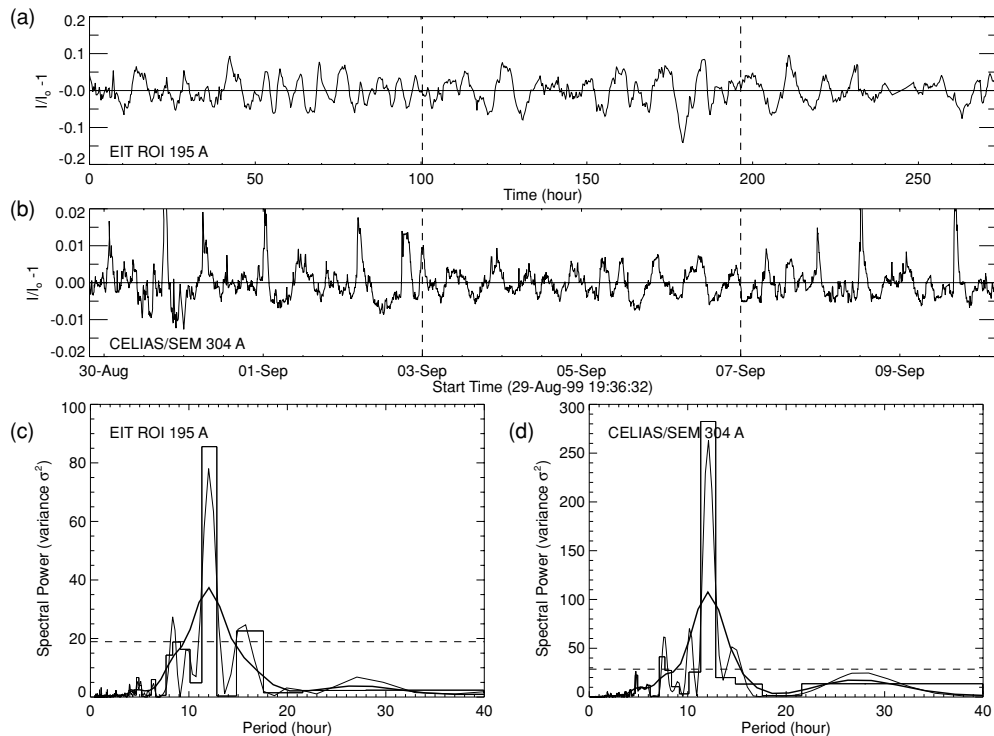 (a)
0.2
0.1
-0.0
-0.1
-0.2
I/Io -1
EIT ROI 195 A
0 50 100 150 200 250
Time (hour)
(b)
0.02
0.01
0.00
-0.01
-0.02
I/Io -1
CELIAS/SEM 304 A
30-Aug 01-Sep 03-Sep 05-Sep 07-Sep 09-Sep
Start Time (29-Aug-99 19:36:32)
(c)
EIT ROI 195 A
100
80
60
40
20
0
Spectral Power (variance σ²)
0 10 20 30 40
Period (hour)
(d)
CELIAS/SEM 304 A
300
250
200
150
100
50
0
Spectral Power (variance σ²)
0 10 20 30 40
Period (hour)